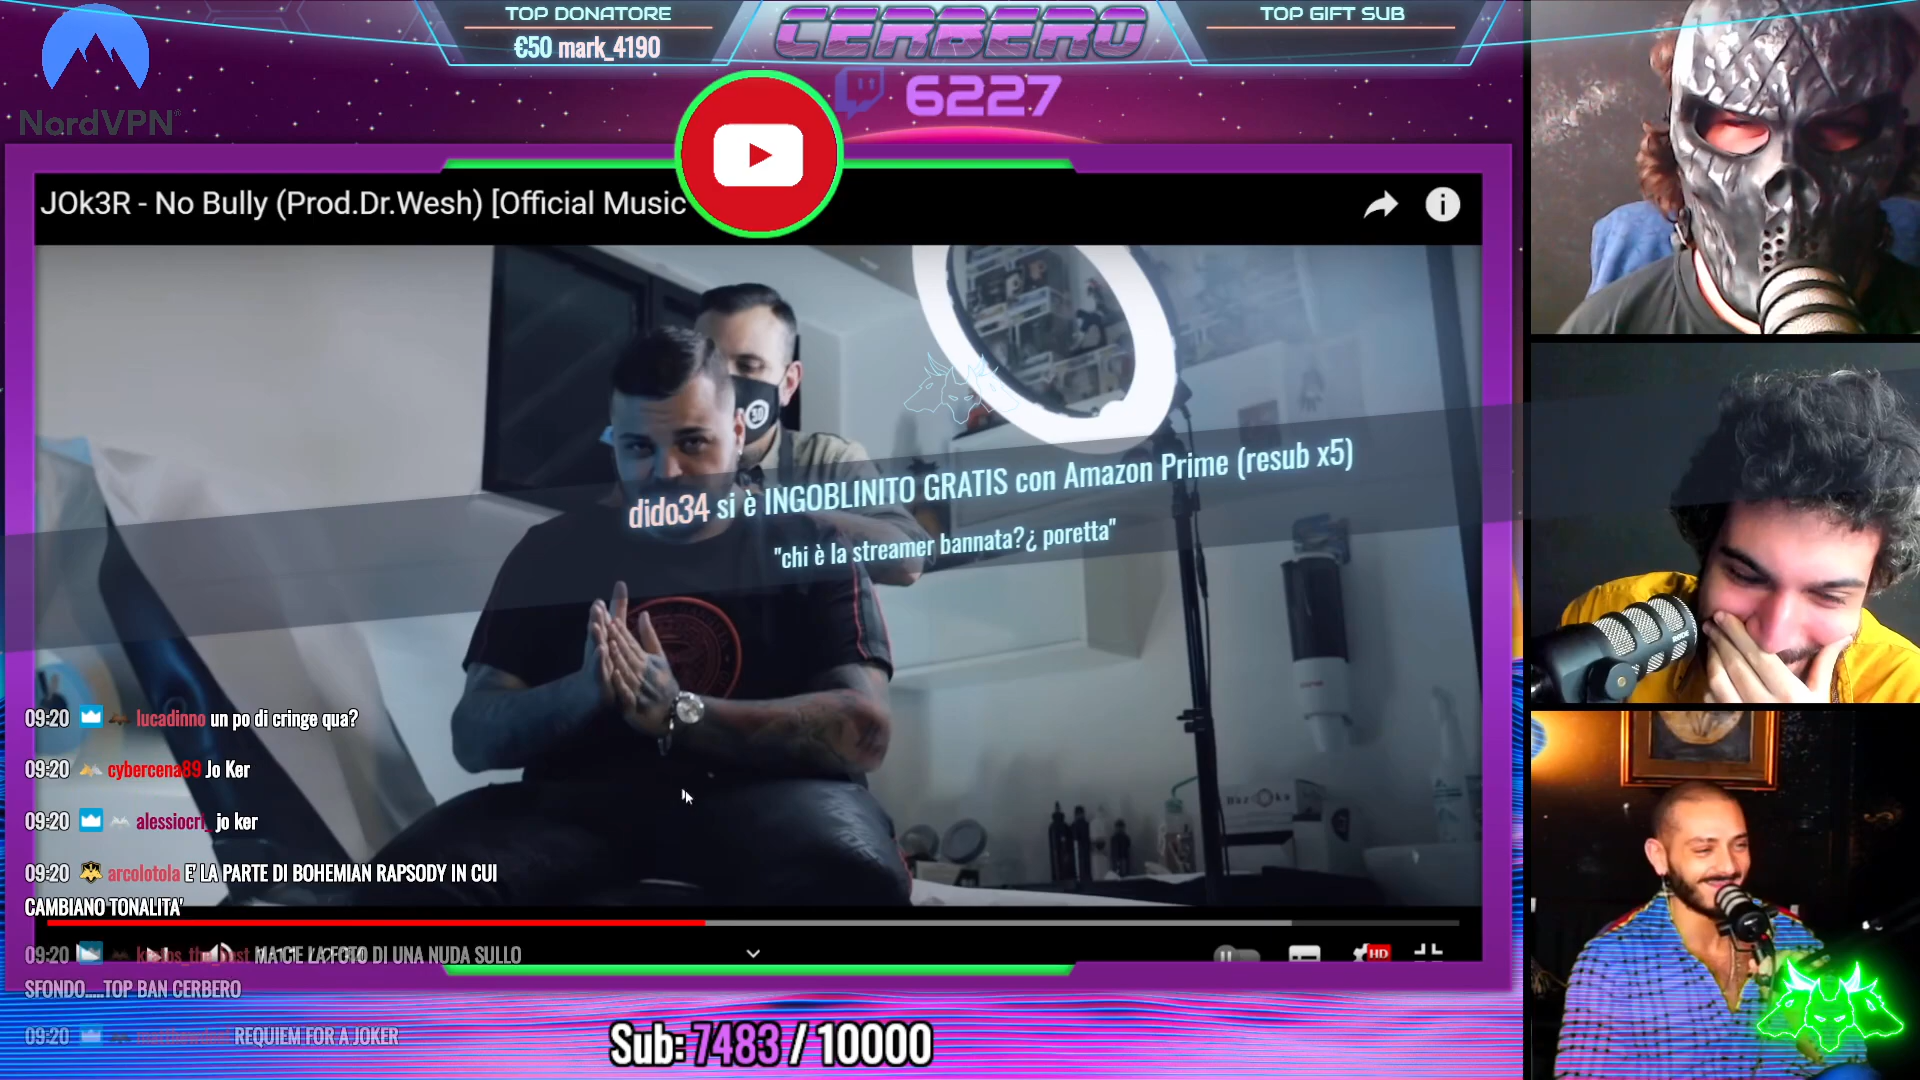 TOP DONATORE
€50 mark_4190
CERBERO
TOP GIFT SUB
6227
NordVPN
JOk3R - No Bully (Prod.Dr.Wesh) [Official Music
dido34 si è INGOBLINITO GRATIS con Amazon Prime (resub x5)
"chi è la streamer bannata?¿ poretta"
RØDE
09:20 lucadinno un po di cringe qua?
09:20 cybercena89 Jo Ker
09:20 alessiocri_ jo ker
09:20 arcolotola E' LA PARTE DI BOHEMIAN RAPSODY IN CUI
CAMBIANO TONALITA'
09:20 MA C'E LA FOTO DI UNA NUDA SULLO
SFONDO.....TOP BAN CERBERO
HD
09:20 REQUIEM FOR A JOKER
Sub: 7483 / 10000